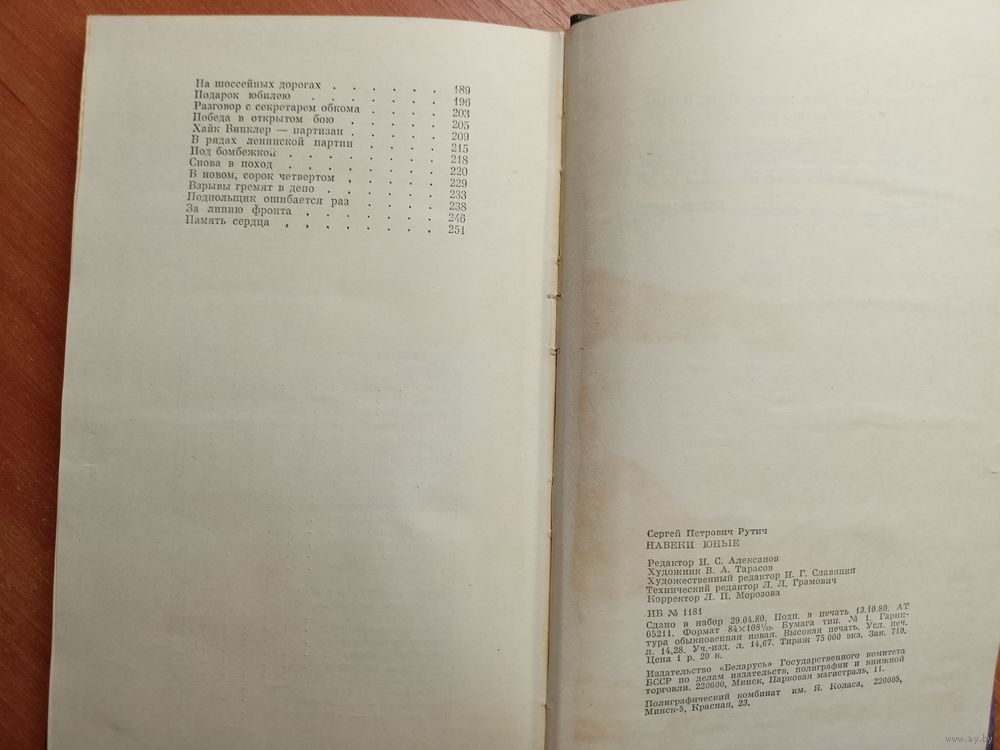 На шоссейных дорогах . . . . . . 189
Подарок юбилею . . . . . . 196
Разговор с секретарем обкома . . . . 203
Победа в открытом бою . . . . . 205
Хайк Винклер — партизан . . . . . 209
В рядах ленинской партии . . . . 215
Под бомбежкой . . . . . . . 218
Снова в поход . . . . . . . 220
В новом, сорок четвертом . . . . . 229
Взрывы гремят в депо . . . . . . 233
Подпольщик ошибается раз . . . . 238
За линию фронта . . . . . . . 246
Память сердца . . . . . . . . 251
Сергей Петрович Рутич
НАВЕКИ ЮНЫЕ
Редактор И. С. Алексанов
Художник В. А. Тарасов
Художественный редактор И. Г. Славянин
Технический редактор Л. Л. Грамович
Корректор Л. П. Морозова
ИБ № 1181
Сдано в набор 29.04.80. Подп. в печать 13.10.80. АТ
05211. Формат 84×108¹/₃₂. Бумага тип. № 1. Гарни-
тура обыкновенная новая. Высокая печать. Усл. печ.
л. 14,28. Уч.-изд. л. 14,67. Тираж 75 000 экз. Зак. 710.
Цена 1 р. 20 к.
Издательство «Беларусь» Государственного комитета
БССР по делам издательств, полиграфии и книжной
торговли. 220600, Минск, Парковая магистраль, 11.
Полиграфический комбинат им. Я. Коласа, 220005,
Минск-5, Красная, 23,
www.ay.by